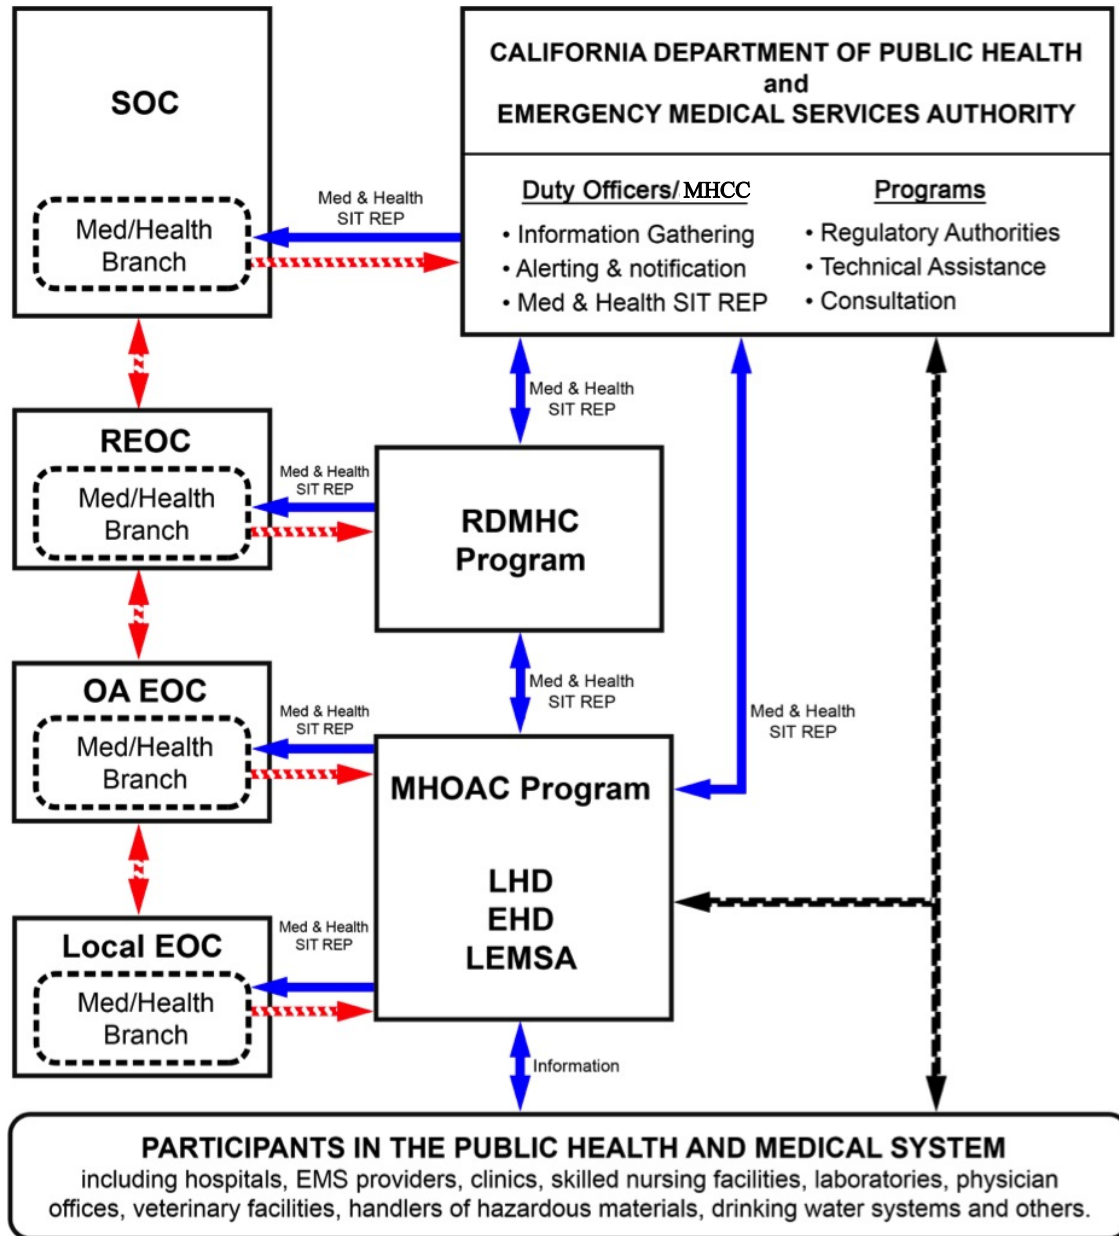 SOC
Med/Health
Branch
Med & Health
SIT REP
CALIFORNIA DEPARTMENT OF PUBLIC HEALTH
and
EMERGENCY MEDICAL SERVICES AUTHORITY
Duty Officers/ MHCC
• Information Gathering
• Alerting & notification
• Med & Health SIT REP
Programs
• Regulatory Authorities
• Technical Assistance
• Consultation
Med & Health
SIT REP
REOC
Med/Health
Branch
Med & Health
SIT REP
RDMHC
Program
Med & Health
SIT REP
Med & Health
SIT REP
OA EOC
Med/Health
Branch
Med & Health
SIT REP
MHOAC Program
LHD
EHD
LEMSA
Local EOC
Med/Health
Branch
Med & Health
SIT REP
Information
PARTICIPANTS IN THE PUBLIC HEALTH AND MEDICAL SYSTEM
including hospitals, EMS providers, clinics, skilled nursing facilities, laboratories, physician
offices, veterinary facilities, handlers of hazardous materials, drinking water systems and others.